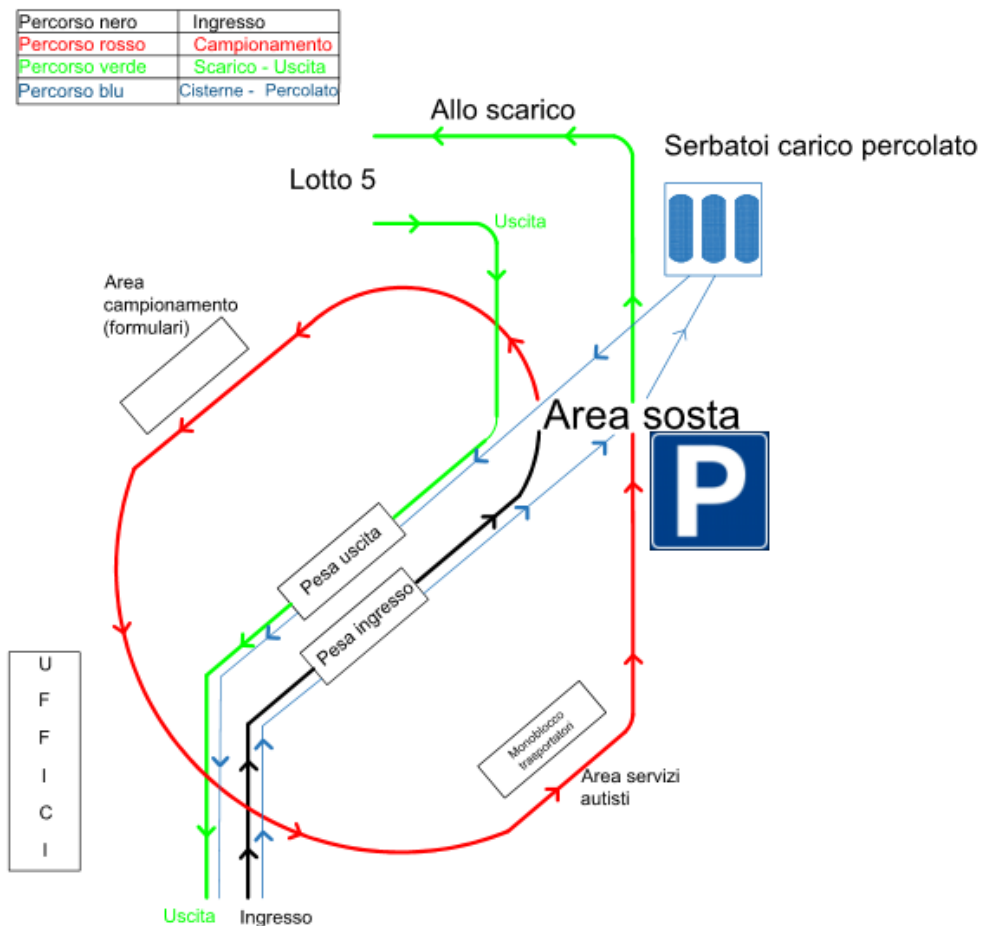 Percorso nero Ingresso
Percorso rosso Campionamento
Percorso verde Scarico - Uscita
Percorso blu Cisterne - Percolato
Allo scarico
Serbatoi carico percolato
Lotto 5
Uscita
Area
campionamento
(formulari)
Area sosta
P
Pesa uscita
Pesa ingresso
U
F
F
I
C
I
Monoblocco
trasportatori
Area servizi
autisti
Uscita
Ingresso